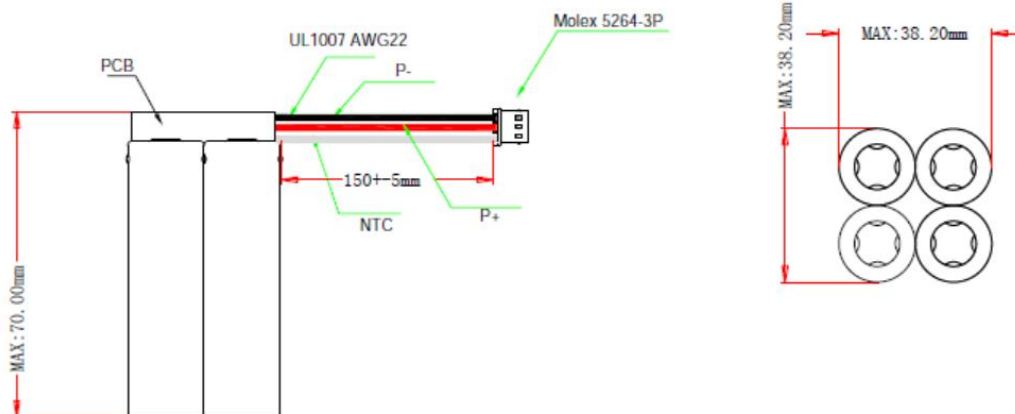 Molex 5264-3P
UL1007 AWG22
P-
PCB
150+-5mm
P+
NTC
MAX:70.00mm
MAX:38.20mm
MAX:38.20mm